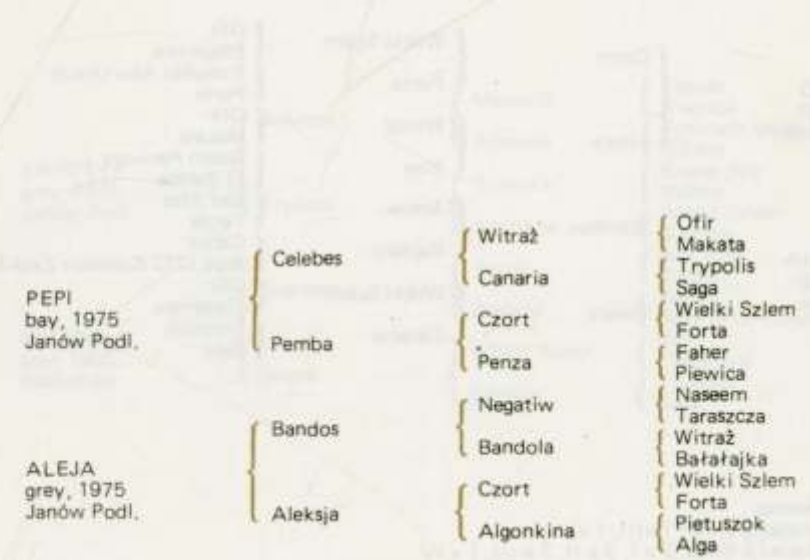 PEPI
bay, 1975
Janów Podl.
Celebes
Pemba
Witraż
Canaria
Czort
Penza
Ofir
Makata
Trypolis
Saga
Wielki Szlem
Forta
Faher
Piewica
ALEJA
grey, 1975
Janów Podl.
Bandos
Aleksja
Negatiw
Bandola
Czort
Algonkina
Naseem
Taraszcza
Witraż
Bałałajka
Wielki Szlem
Forta
Pietuszok
Alga